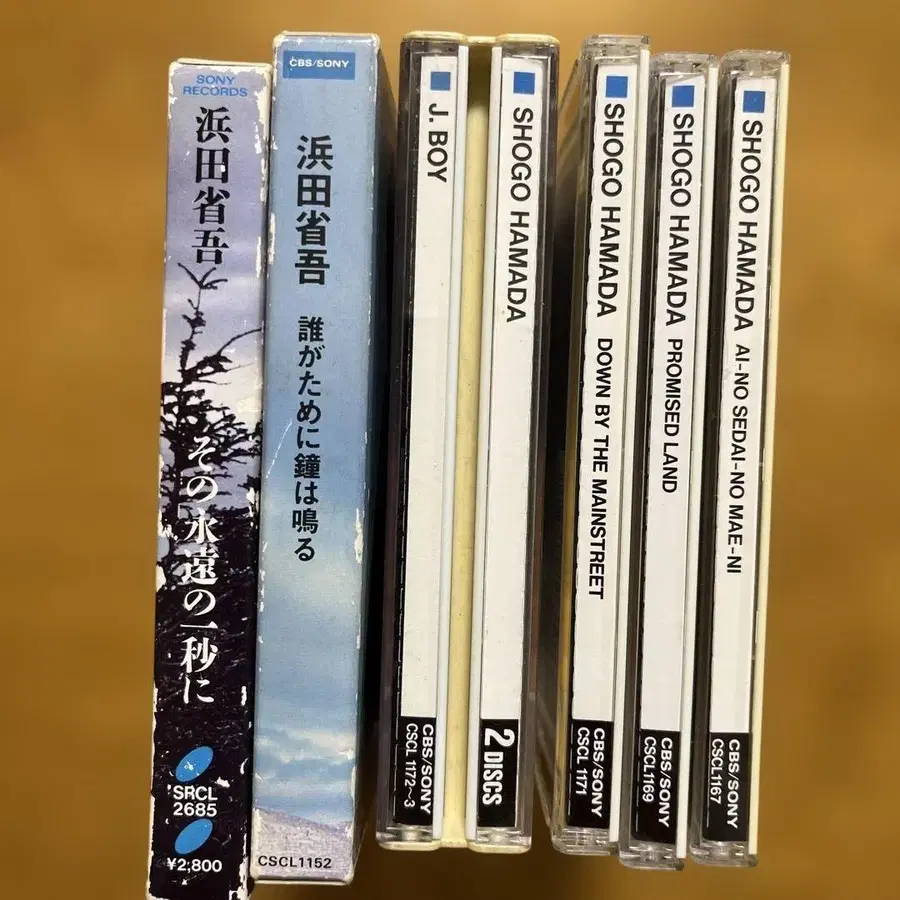 SONY
RECORDS
浜田省吾
その永遠の一秒に
SRCL
2685
¥2,800
CBS/SONY
浜田省吾 誰がために鐘は鳴る
CSCL1152
J. BOY
CBS/SONY
CSCL 1172~3
SHOGO HAMADA
2 DISCS
SHOGO HAMADA DOWN BY THE MAINSTREET
CBS/SONY
CSCL 1171
SHOGO HAMADA PROMISED LAND
CBS/SONY
CSCL1169
SHOGO HAMADA AI-NO SEDAI-NO MAE-NI
CBS/SONY
CSCL1167